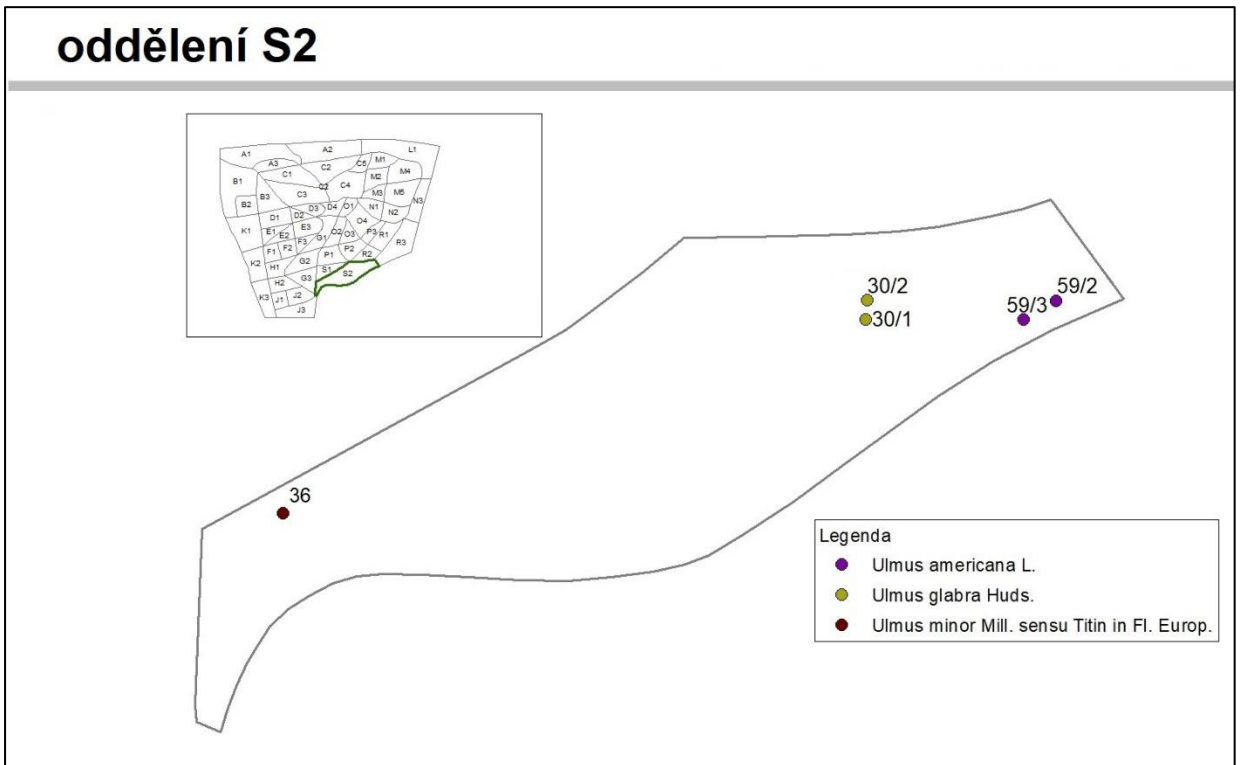 oddělení S2
A1
A2
L1
A3
C2
C5
M1
C1
M4
B1
M2
C3
C4
B3
C3
M3
M5
N3
B2
D3
D4
O1
N1
N2
D1
D2
O4
K1
E1
E2
E3
O2
O3
P3
R1
G1
F3
R3
F1
F2
P2
P1
R2
K2
H1
G2
S1
S2
H2
G3
K3
J1
J2
J3
30/2
59/2
30/1
59/3
36
Legenda
Ulmus americana L.
Ulmus glabra Huds.
Ulmus minor Mill. sensu Titin in Fl. Europ.